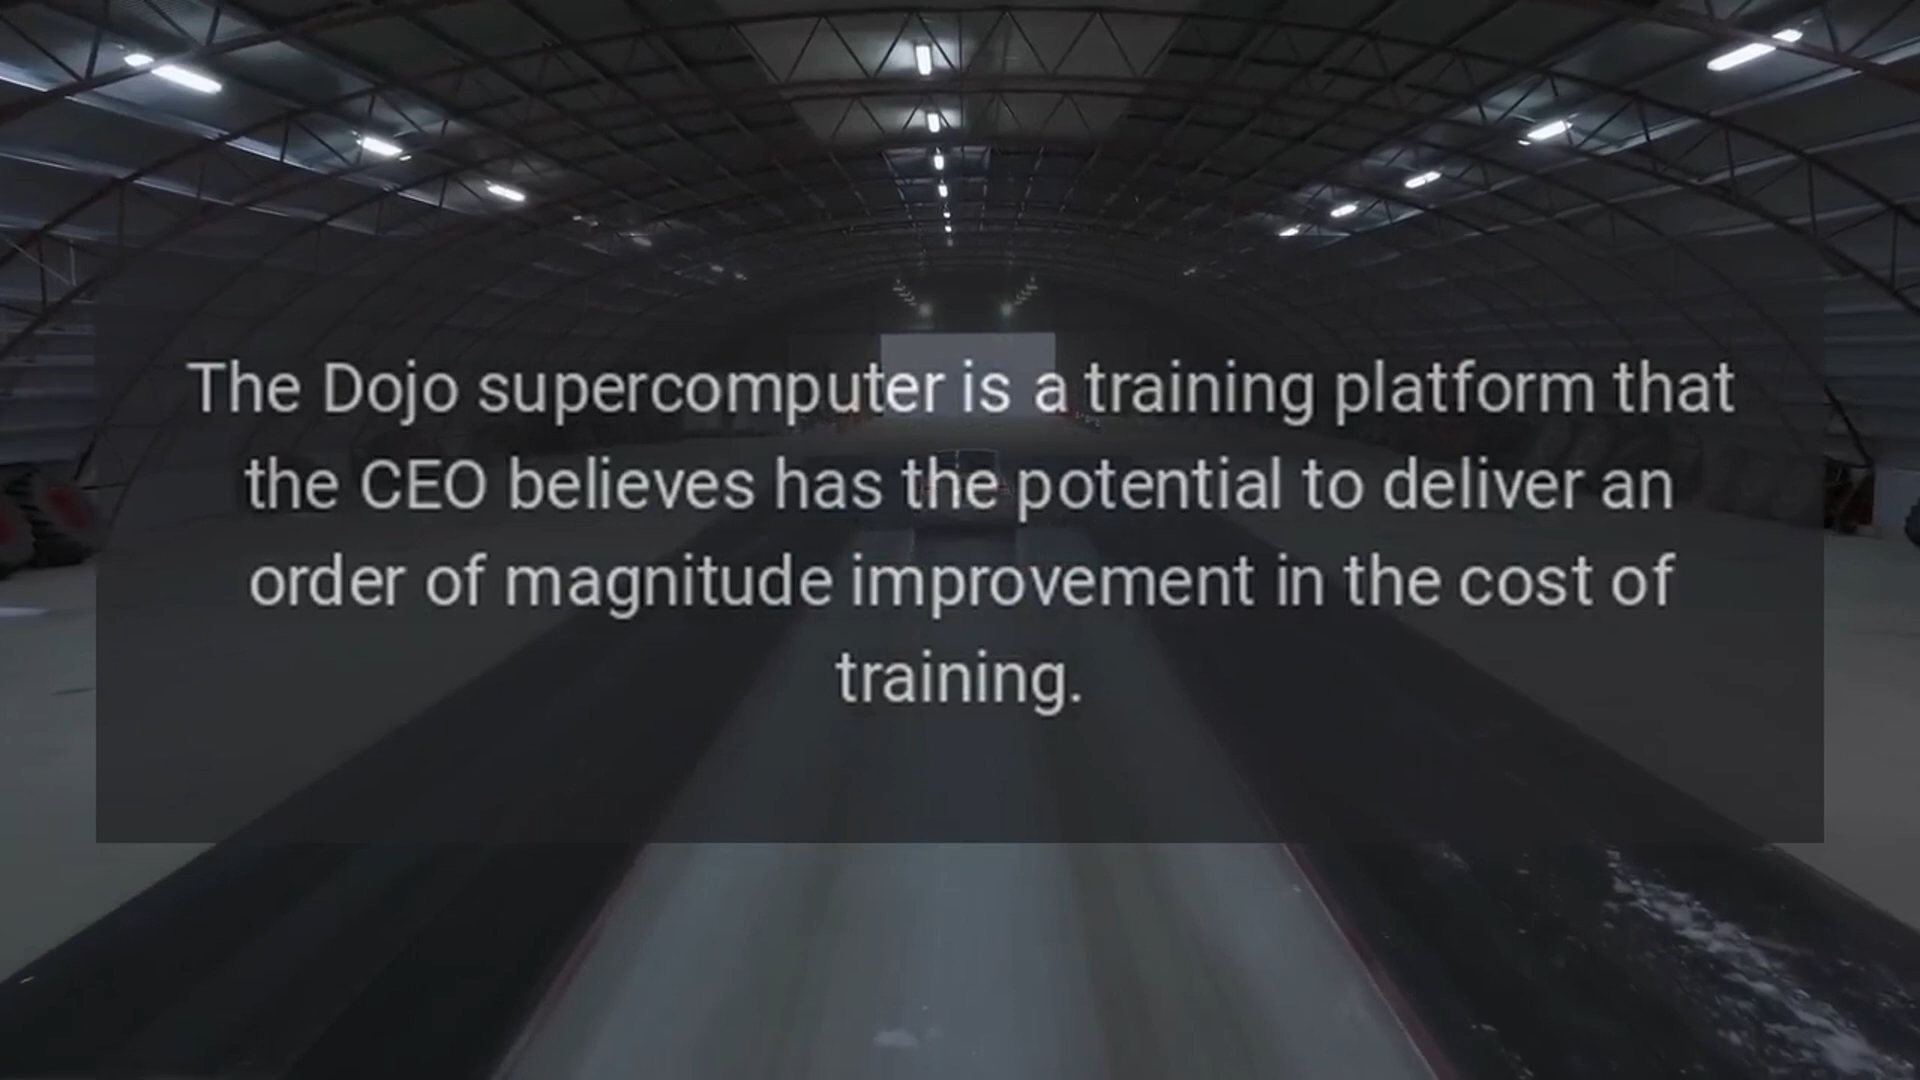 The Dojo supercomputer is a training platform that
the CEO believes has the potential to deliver an
order of magnitude improvement in the cost of
training.